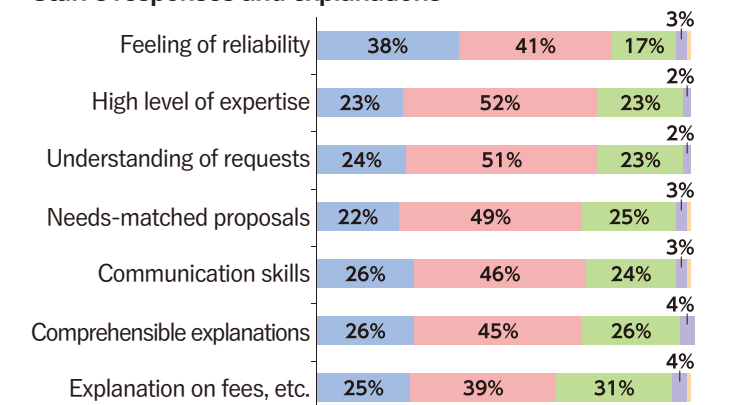 3%
Feeling of reliability 38% 41% 17%
2%
High level of expertise 23% 52% 23%
2%
Understanding of requests 24% 51% 23%
3%
Needs-matched proposals 22% 49% 25%
3%
Communication skills 26% 46% 24%
4%
Comprehensible explanations 26% 45% 26%
4%
Explanation on fees, etc. 25% 39% 31%